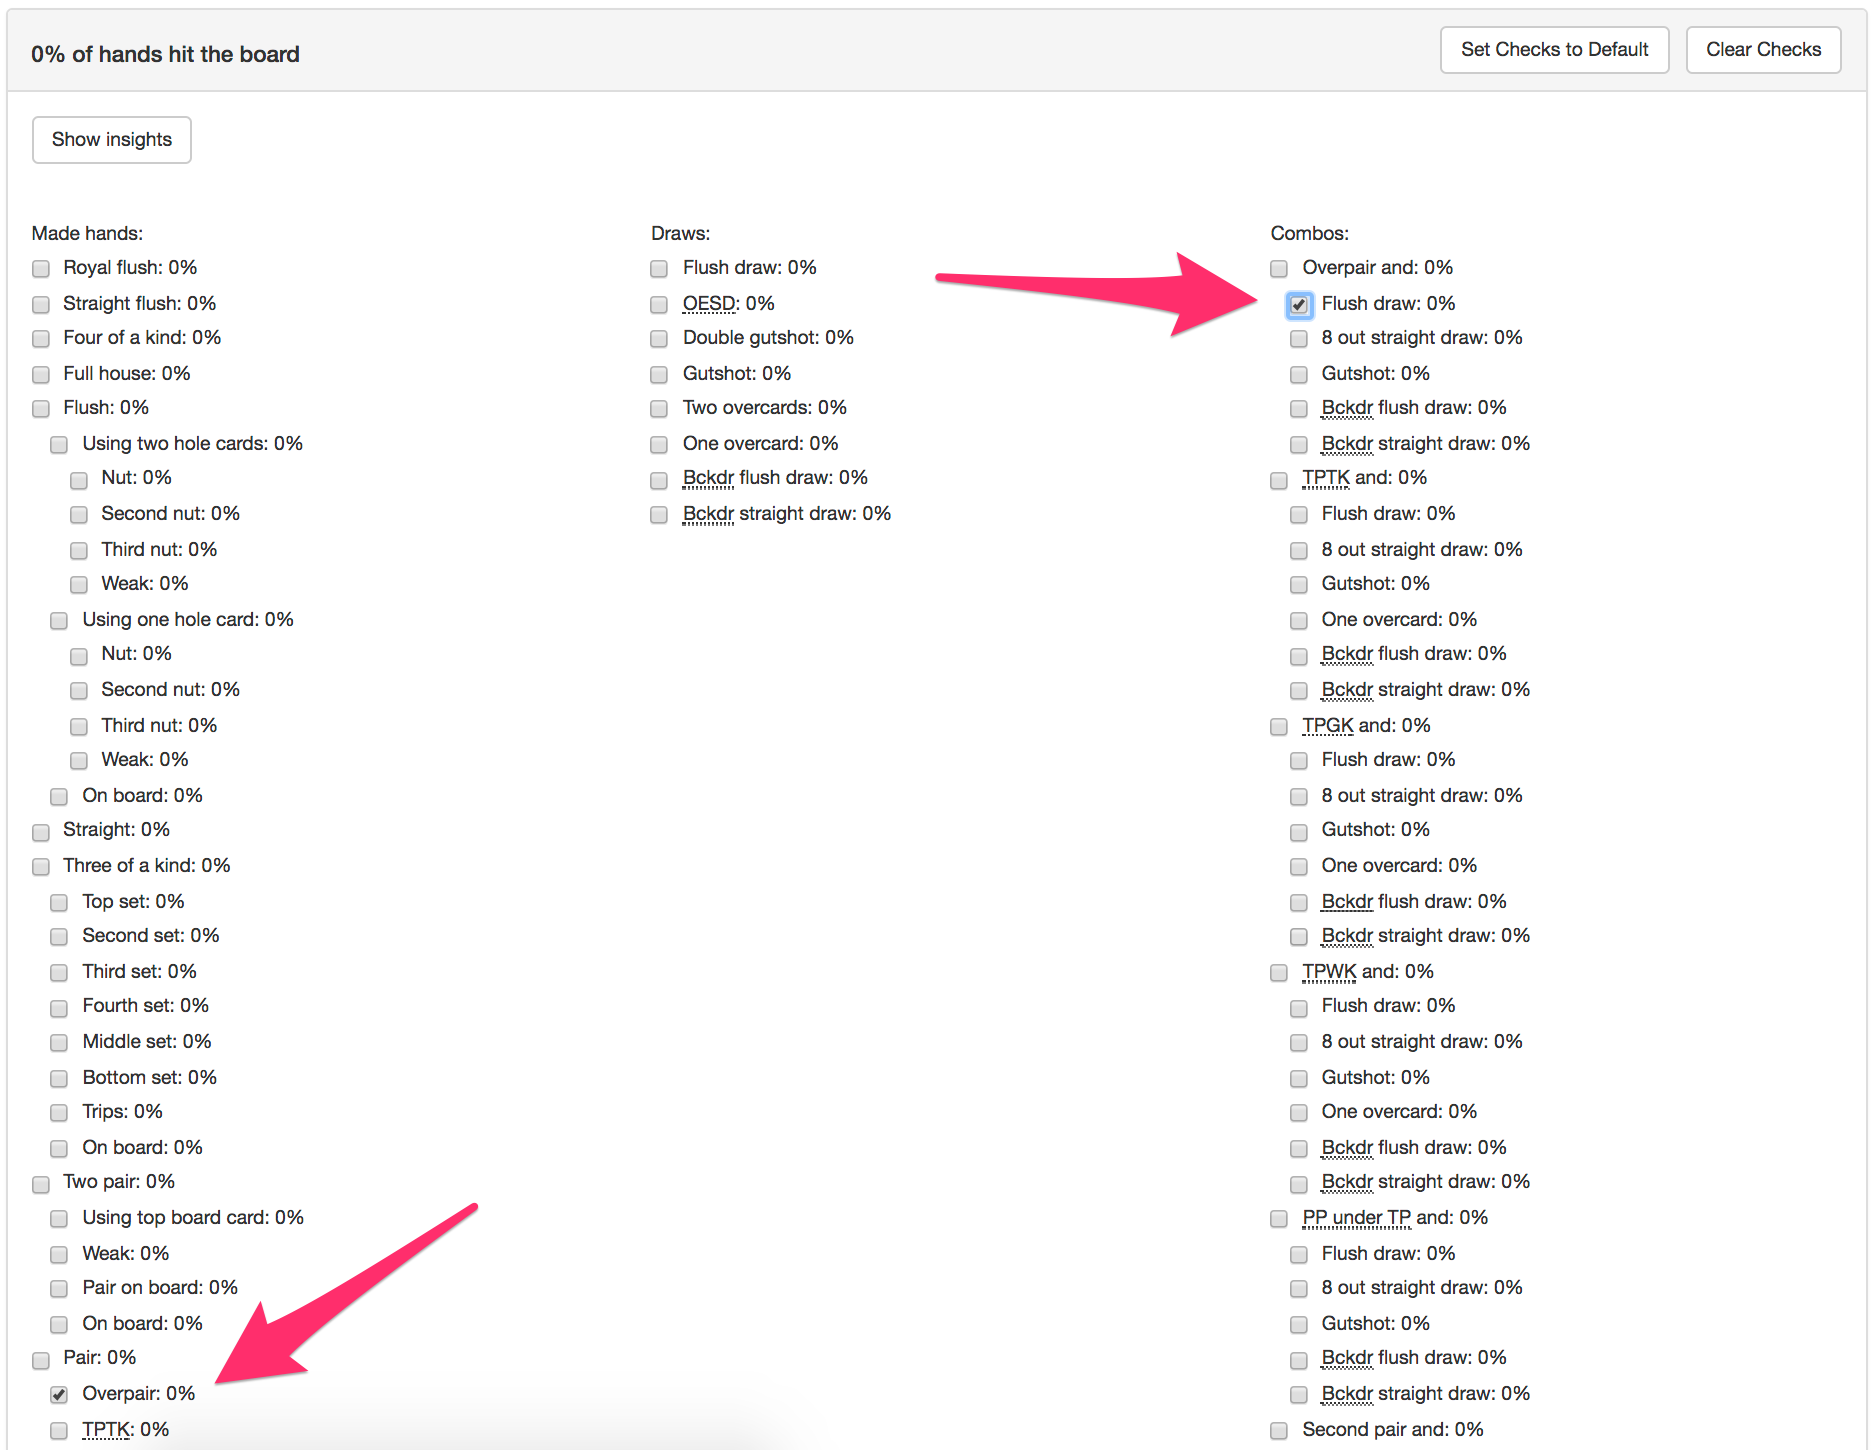 0% of hands hit the board
Set Checks to Default
Clear Checks
Show insights
Made hands:
Royal flush: 0%
Straight flush: 0%
Four of a kind: 0%
Full house: 0%
Flush: 0%
Using two hole cards: 0%
Nut: 0%
Second nut: 0%
Third nut: 0%
Weak: 0%
Using one hole card: 0%
Nut: 0%
Second nut: 0%
Third nut: 0%
Weak: 0%
On board: 0%
Straight: 0%
Three of a kind: 0%
Top set: 0%
Second set: 0%
Third set: 0%
Fourth set: 0%
Middle set: 0%
Bottom set: 0%
Trips: 0%
On board: 0%
Two pair: 0%
Using top board card: 0%
Weak: 0%
Pair on board: 0%
On board: 0%
Pair: 0%
Overpair: 0%
TPTK: 0%
Draws:
Flush draw: 0%
OESD: 0%
Double gutshot: 0%
Gutshot: 0%
Two overcards: 0%
One overcard: 0%
Bckdr flush draw: 0%
Bckdr straight draw: 0%
Combos:
Overpair and: 0%
Flush draw: 0%
8 out straight draw: 0%
Gutshot: 0%
Bckdr flush draw: 0%
Bckdr straight draw: 0%
TPTK and: 0%
Flush draw: 0%
8 out straight draw: 0%
Gutshot: 0%
One overcard: 0%
Bckdr flush draw: 0%
Bckdr straight draw: 0%
TPGK and: 0%
Flush draw: 0%
8 out straight draw: 0%
Gutshot: 0%
One overcard: 0%
Bckdr flush draw: 0%
Bckdr straight draw: 0%
TPWK and: 0%
Flush draw: 0%
8 out straight draw: 0%
Gutshot: 0%
One overcard: 0%
Bckdr flush draw: 0%
Bckdr straight draw: 0%
PP under TP and: 0%
Flush draw: 0%
8 out straight draw: 0%
Gutshot: 0%
Bckdr flush draw: 0%
Bckdr straight draw: 0%
Second pair and: 0%